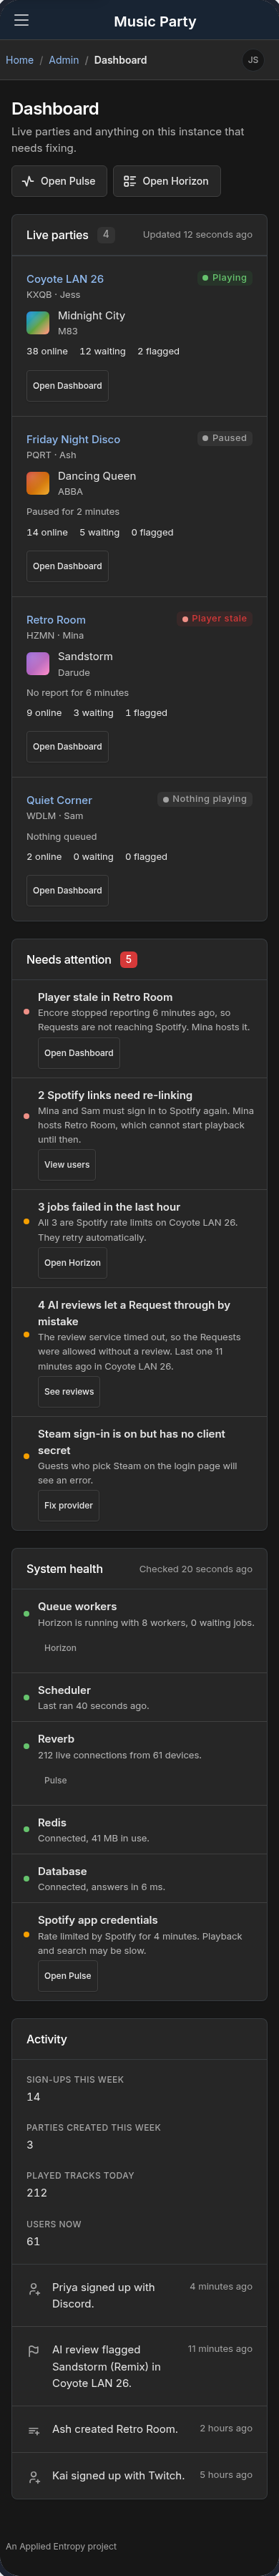 Music Party
Home / Admin / Dashboard
JS
Dashboard
Live parties and anything on this instance that
needs fixing.
Open Pulse
Open Horizon
Live parties 4
Updated 12 seconds ago
Coyote LAN 26
Playing
KXQB · Jess
Midnight City
M83
38 online 12 waiting 2 flagged
Open Dashboard
Friday Night Disco
Paused
PQRT · Ash
Dancing Queen
ABBA
Paused for 2 minutes
14 online 5 waiting 0 flagged
Open Dashboard
Retro Room
Player stale
HZMN · Mina
Sandstorm
Darude
No report for 6 minutes
9 online 3 waiting 1 flagged
Open Dashboard
Quiet Corner
Nothing playing
WDLM · Sam
Nothing queued
2 online 0 waiting 0 flagged
Open Dashboard
Needs attention 5
Player stale in Retro Room
Encore stopped reporting 6 minutes ago, so
Requests are not reaching Spotify. Mina hosts it.
Open Dashboard
2 Spotify links need re-linking
Mina and Sam must sign in to Spotify again. Mina
hosts Retro Room, which cannot start playback
until then.
View users
3 jobs failed in the last hour
All 3 are Spotify rate limits on Coyote LAN 26.
They retry automatically.
Open Horizon
4 AI reviews let a Request through by
mistake
The review service timed out, so the Requests
were allowed without a review. Last one 11
minutes ago in Coyote LAN 26.
See reviews
Steam sign-in is on but has no client
secret
Guests who pick Steam on the login page will
see an error.
Fix provider
System health
Checked 20 seconds ago
Queue workers
Horizon is running with 8 workers, 0 waiting jobs.
Horizon
Scheduler
Last ran 40 seconds ago.
Reverb
212 live connections from 61 devices.
Pulse
Redis
Connected, 41 MB in use.
Database
Connected, answers in 6 ms.
Spotify app credentials
Rate limited by Spotify for 4 minutes. Playback
and search may be slow.
Open Pulse
Activity
SIGN-UPS THIS WEEK
14
PARTIES CREATED THIS WEEK
3
PLAYED TRACKS TODAY
212
USERS NOW
61
Priya signed up with
Discord.
4 minutes ago
AI review flagged
Sandstorm (Remix) in
Coyote LAN 26.
11 minutes ago
Ash created Retro Room.
2 hours ago
Kai signed up with Twitch.
5 hours ago
An Applied Entropy project